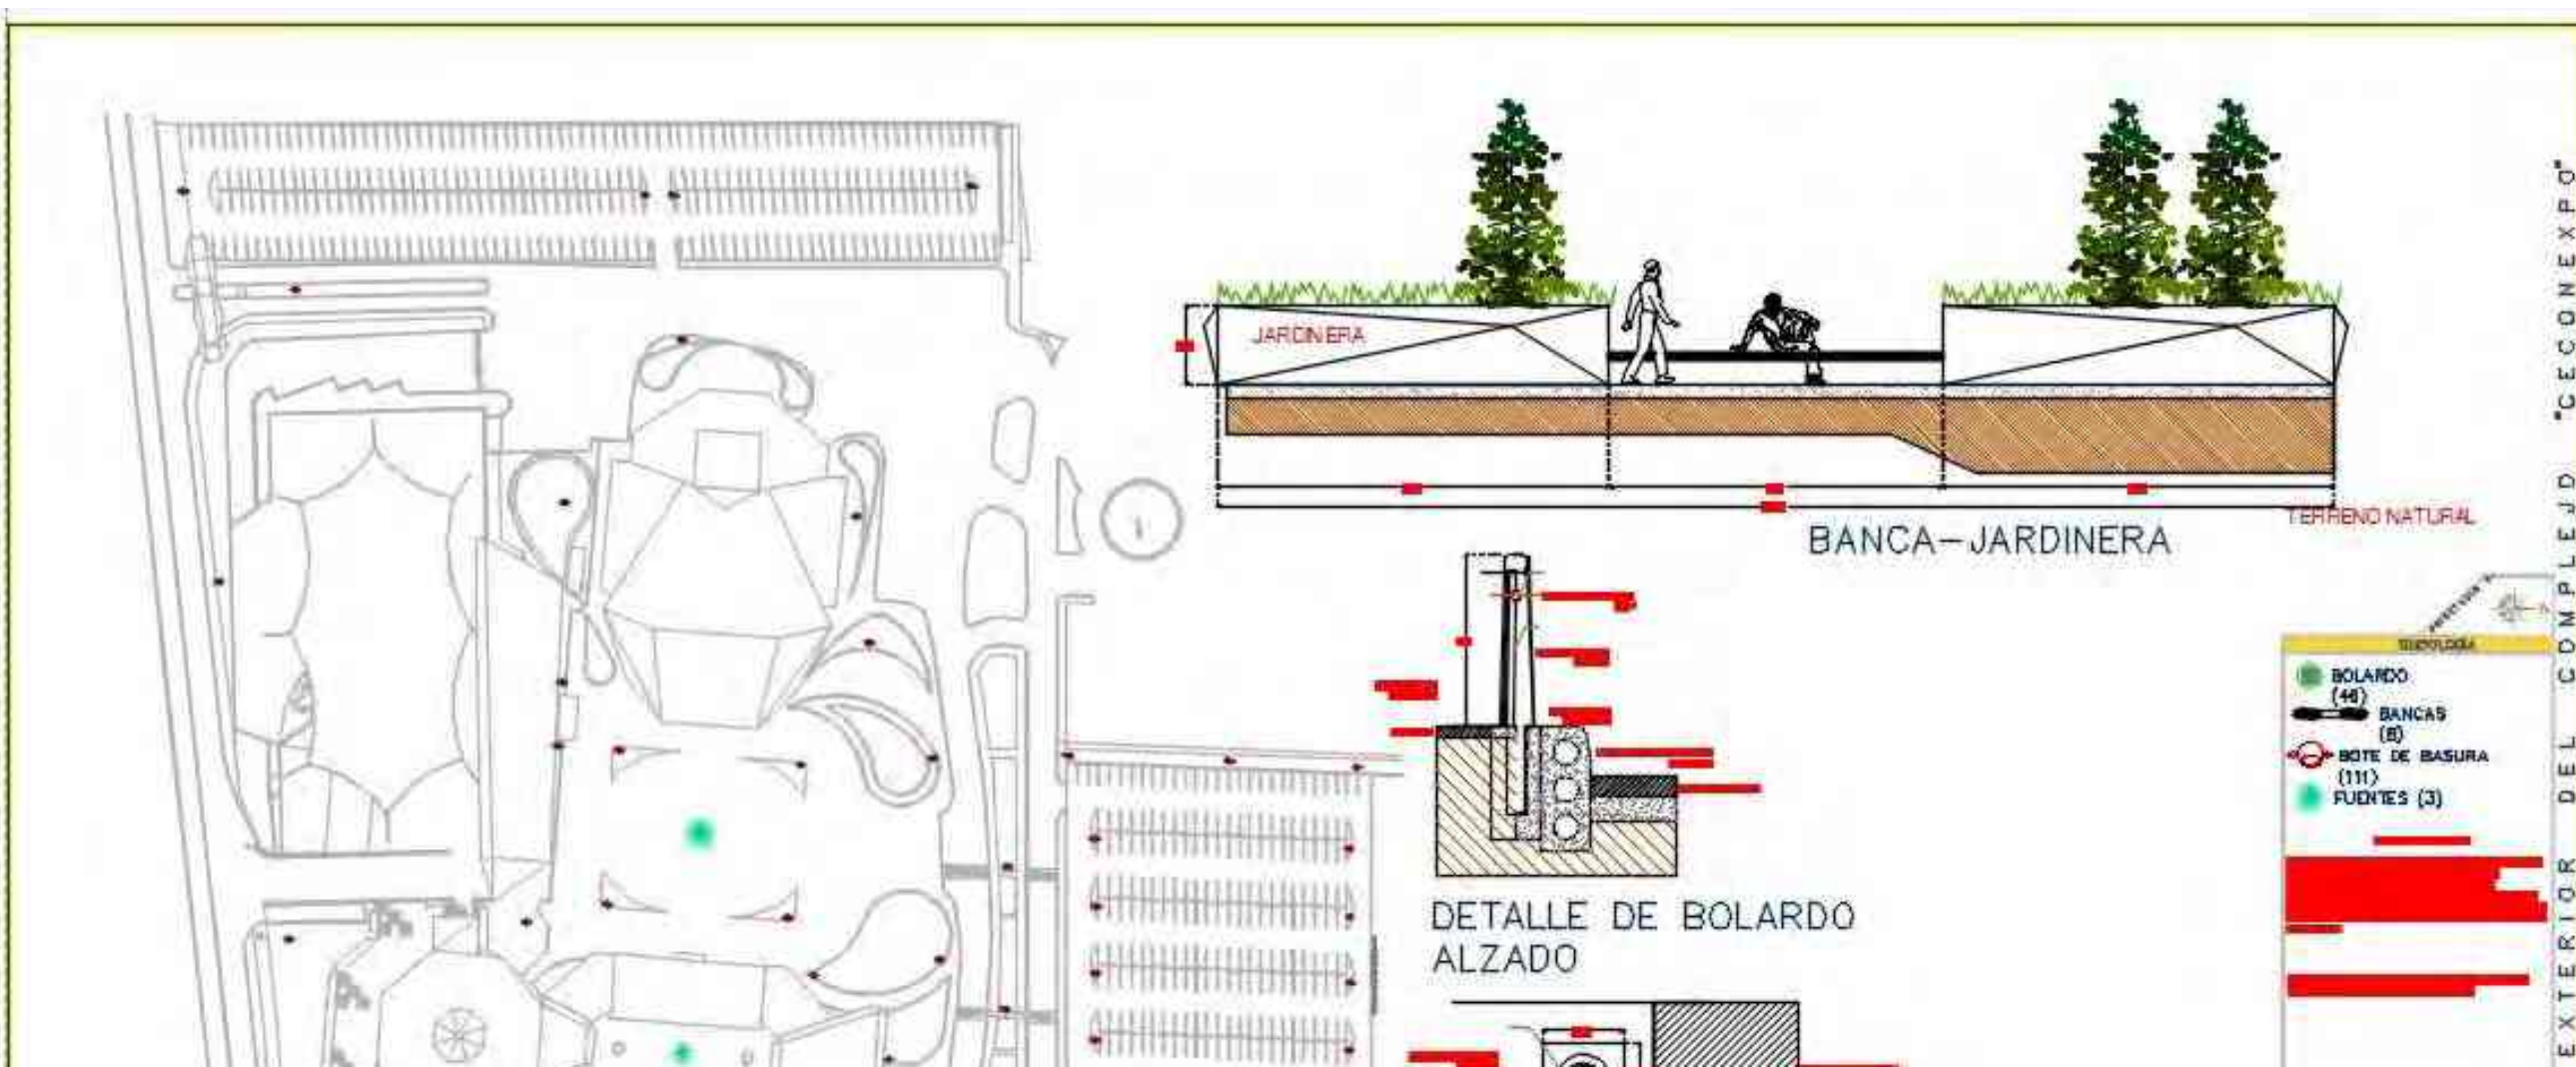 JARDINERA
TERRENO NATURAL
BANCA-JARDINERA
DETALLE DE BOLARDO
ALZADO
SIMBOLOGÍA
BOLARDO
(46)
BANCAS
(8)
BOTE DE BASURA
(111)
FUENTES (3)
EXTERIOR DEL COMPLEJO "CECONEXPO"